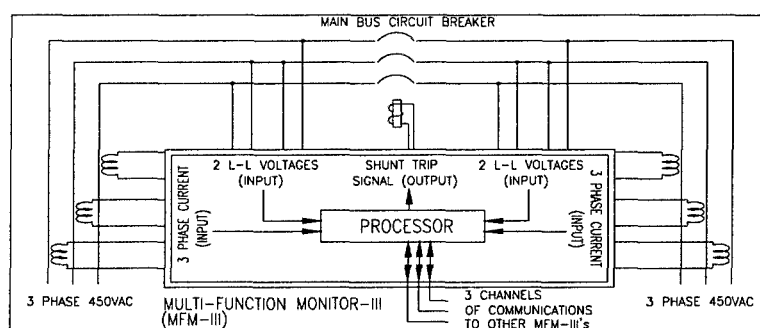 MAIN BUS CIRCUIT BREAKER
2 L-L VOLTAGES
(INPUT)
SHUNT TRIP
SIGNAL (OUTPUT)
2 L-L VOLTAGES
(INPUT)
3 PHASE CURRENT
(INPUT)
PROCESSOR
3 PHASE CURRENT
(INPUT)
3 PHASE 450VAC
MULTI-FUNCTION MONITOR-III
(MFM-III)
3 CHANNELS
OF COMMUNICATIONS
TO OTHER MFM-III's
3 PHASE 450VAC